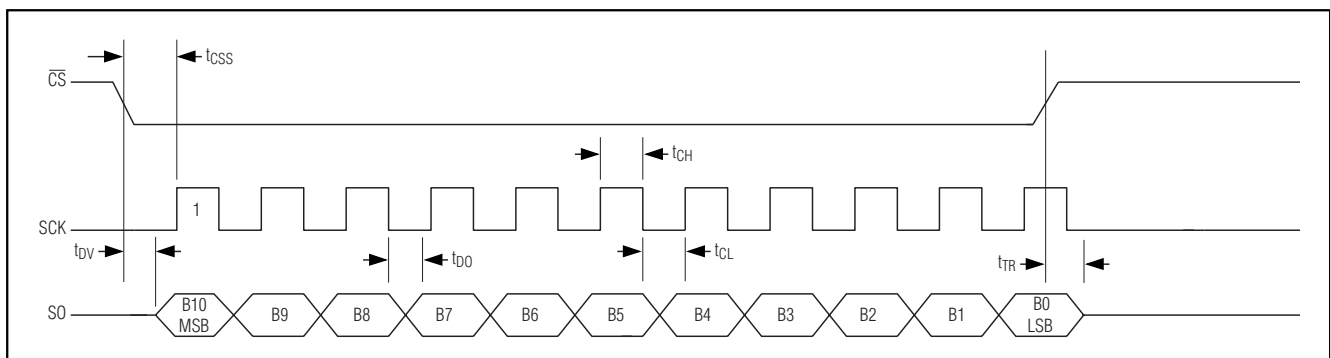 tCSS
C̅S̅
tCH
1
SCK
tDV
tDO
tCL
tTR
SO
B10
MSB
B9
B8
B7
B6
B5
B4
B3
B2
B1
B0
LSB